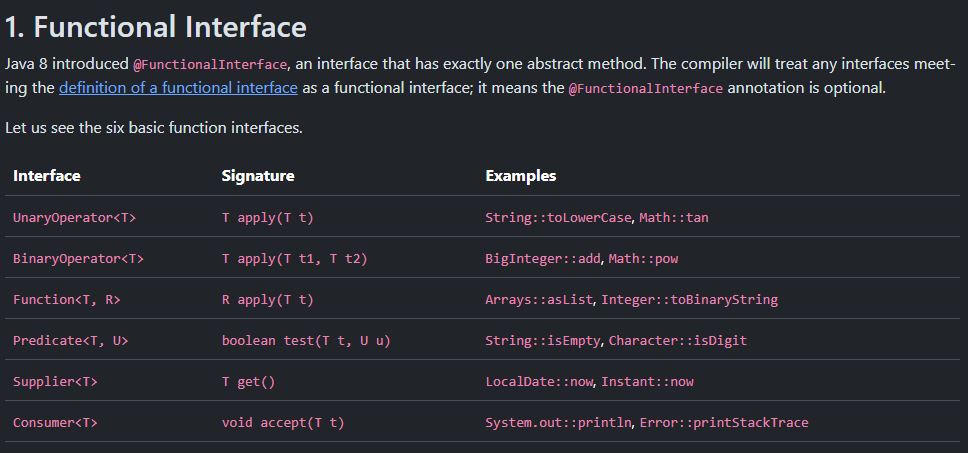 1. Functional Interface
Java 8 introduced @FunctionalInterface, an interface that has exactly one abstract method. The compiler will treat any interfaces meet-
ing the definition of a functional interface as a functional interface; it means the @FunctionalInterface annotation is optional.
Let us see the six basic function interfaces.
Interface Signature Examples
UnaryOperator<T> T apply(T t) String::toLowerCase, Math::tan
BinaryOperator<T> T apply(T t1, T t2) BigInteger::add, Math::pow
Function<T, R> R apply(T t) Arrays::asList, Integer::toBinaryString
Predicate<T, U> boolean test(T t, U u) String::isEmpty, Character::isDigit
Supplier<T> T get() LocalDate::now, Instant::now
Consumer<T> void accept(T t) System.out::println, Error::printStackTrace